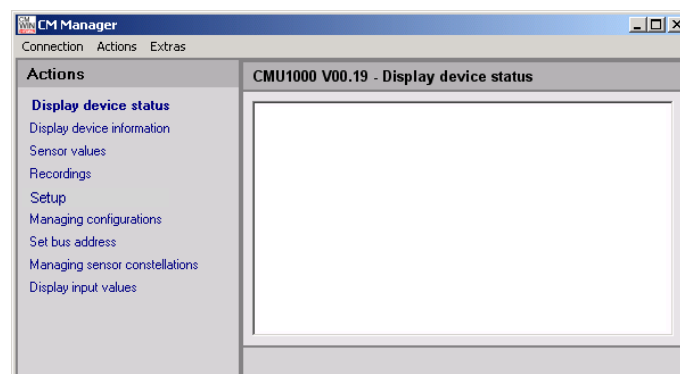 CM Manager
Connection Actions Extras
Actions
CMU1000 V00.19 - Display device status
Display device status
Display device information
Sensor values
Recordings
Setup
Managing configurations
Set bus address
Managing sensor constellations
Display input values